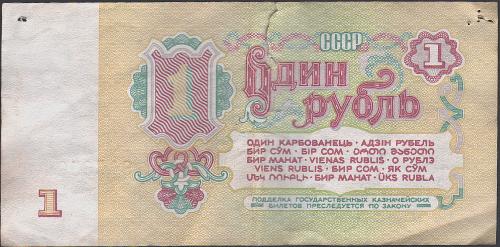 СССР
1
1
Один
рубль
ОДИН КАРБОВАНЕЦЬ · АДЗІН РУБЕЛЬ
БИР СЎМ · БІР СОМ · ᲔᲠᲗᲘ ᲛᲐᲜᲔᲗᲘ
БИР МАНАТ · VIENAS RUBLIS · О РУБЛЭ
VIENS RUBLIS · БИР СОМ · ЯК СЎМ
ՄԵԿ ՌՈՒԲԼԻ · БИР МАНАТ · ÜKS RUBLA
1
ПОДДЕЛКА ГОСУДАРСТВЕННЫХ КАЗНАЧЕЙСКИХ
БИЛЕТОВ ПРЕСЛЕДУЕТСЯ ПО ЗАКОНУ